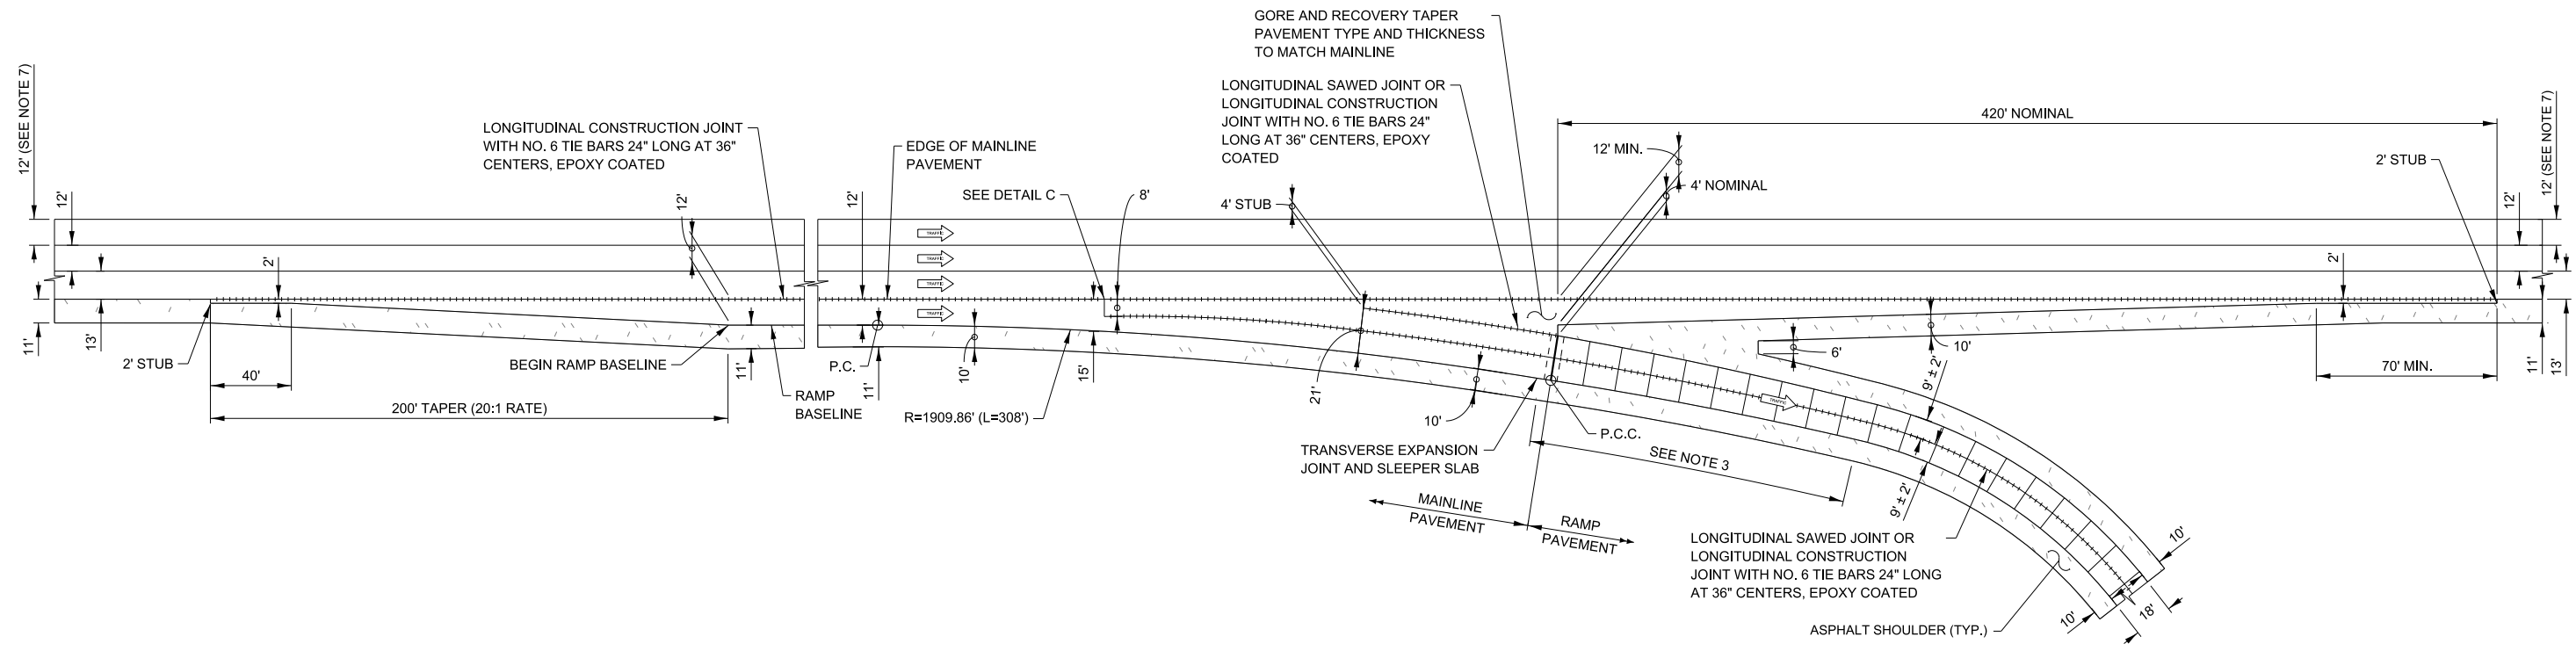 GORE AND RECOVERY TAPER
PAVEMENT TYPE AND THICKNESS
TO MATCH MAINLINE
LONGITUDINAL SAWED JOINT OR
LONGITUDINAL CONSTRUCTION
JOINT WITH NO. 6 TIE BARS 24"
LONG AT 36" CENTERS, EPOXY
COATED
420' NOMINAL
12' (SEE NOTE 7)
12' (SEE NOTE 7)
LONGITUDINAL CONSTRUCTION JOINT
WITH NO. 6 TIE BARS 24" LONG AT 36"
CENTERS, EPOXY COATED
EDGE OF MAINLINE
PAVEMENT
12' MIN.
2' STUB
SEE DETAIL C
8'
4' STUB
4' NOMINAL
12'
12'
12'
12'
TRAFFIC
TRAFFIC
TRAFFIC
TRAFFIC
2'
2'
11'
13'
2' STUB
40'
200' TAPER (20:1 RATE)
BEGIN RAMP BASELINE
11'
RAMP
BASELINE
P.C.
11'
10'
15'
R=1909.86' (L=308')
21'
10'
TRANSVERSE EXPANSION
JOINT AND SLEEPER SLAB
P.C.C.
SEE NOTE 3
MAINLINE
PAVEMENT
RAMP
PAVEMENT
TRAFFIC
6'
10'
9' ± 2'
9' ± 2'
70' MIN.
11'
13'
LONGITUDINAL SAWED JOINT OR
LONGITUDINAL CONSTRUCTION
JOINT WITH NO. 6 TIE BARS 24" LONG
AT 36" CENTERS, EPOXY COATED
ASPHALT SHOULDER (TYP.)
10'
18'
10'